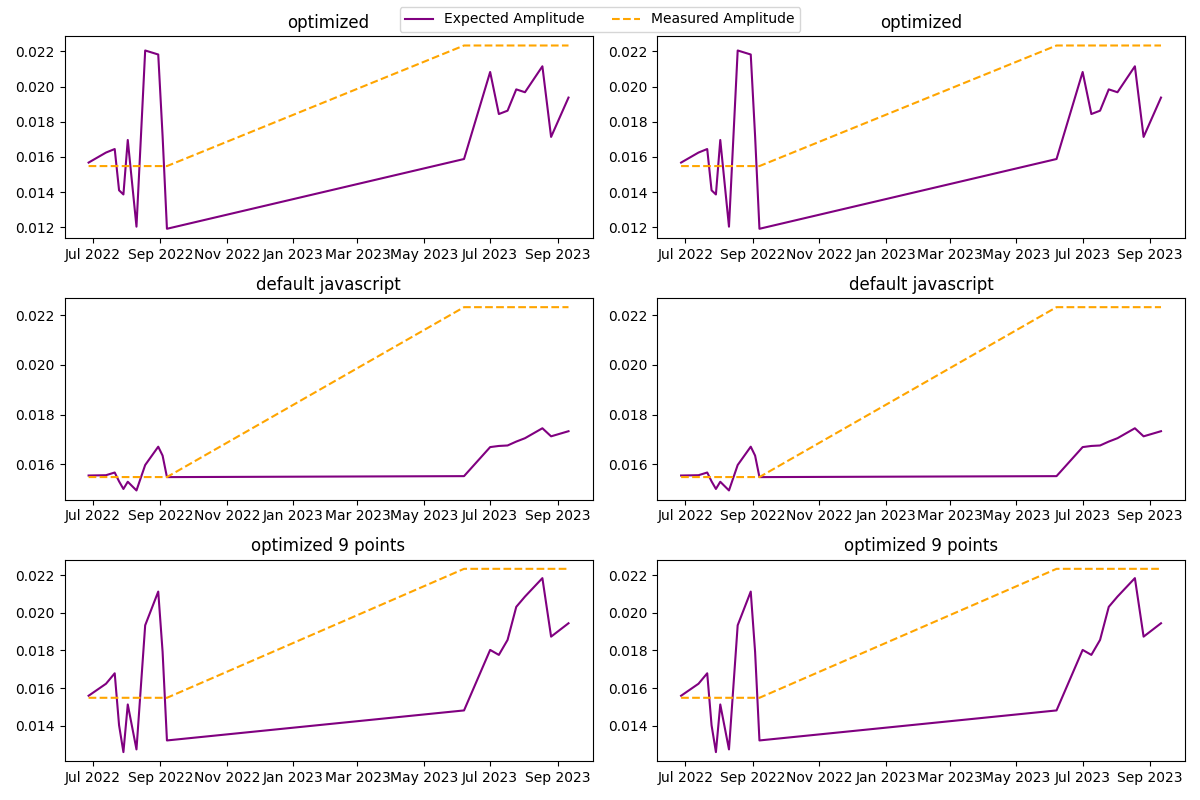 Expected Amplitude Measured Amplitude
optimized optimized
0.022 0.022
0.020 0.020
0.018 0.018
0.016 0.016
0.014 0.014
0.012 0.012
Jul 2022 Sep 2022 Nov 2022 Jan 2023 Mar 2023 May 2023 Jul 2023 Sep 2023 Jul 2022 Sep 2022 Nov 2022 Jan 2023 Mar 2023 May 2023 Jul 2023 Sep 2023
default javascript default javascript
0.022 0.022
0.020 0.020
0.018 0.018
0.016 0.016
Jul 2022 Sep 2022 Nov 2022 Jan 2023 Mar 2023 May 2023 Jul 2023 Sep 2023 Jul 2022 Sep 2022 Nov 2022 Jan 2023 Mar 2023 May 2023 Jul 2023 Sep 2023
optimized 9 points optimized 9 points
0.022 0.022
0.020 0.020
0.018 0.018
0.016 0.016
0.014 0.014
Jul 2022 Sep 2022 Nov 2022 Jan 2023 Mar 2023 May 2023 Jul 2023 Sep 2023 Jul 2022 Sep 2022 Nov 2022 Jan 2023 Mar 2023 May 2023 Jul 2023 Sep 2023